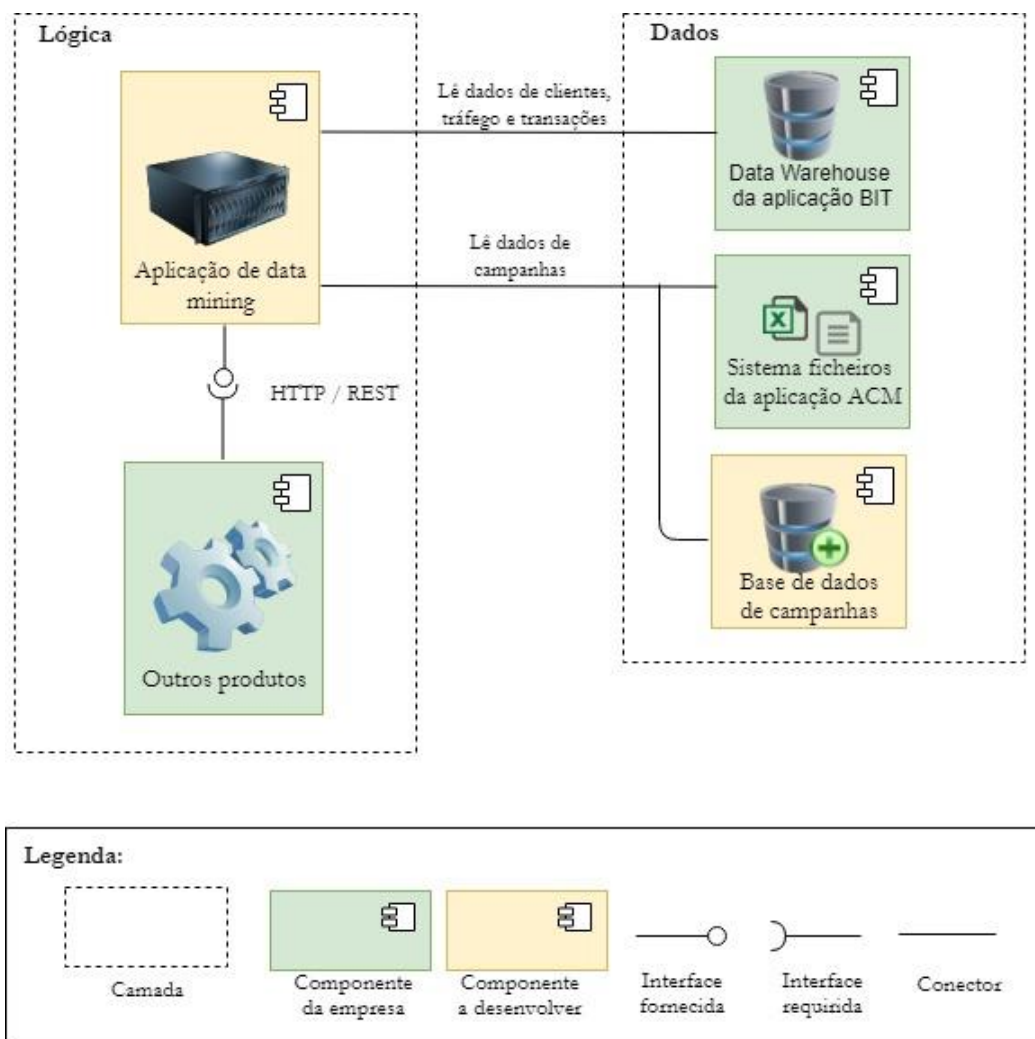 Lógica
Dados
Lê dados de clientes,
tráfego e transações
Data Warehouse
da aplicação BIT
Aplicação de data
mining
Lê dados de
campanhas
Sistema ficheiros
da aplicação ACM
HTTP / REST
Base de dados
de campanhas
Outros produtos
Legenda:
Camada
Componente
da empresa
Componente
a desenvolver
Interface
fornecida
Interface
requirida
Conector